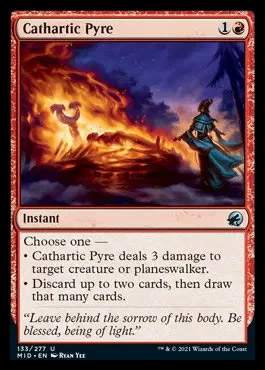 Cathartic Pyre 1
Instant
Choose one —
• Cathartic Pyre deals 3 damage to
target creature or planeswalker.
• Discard up to two cards, then draw
that many cards.
“Leave behind the sorrow of this body. Be
blessed, being of light.”
133/277 U
MID • EN Ryan Yee
™ & © 2021 Wizards of the Coast